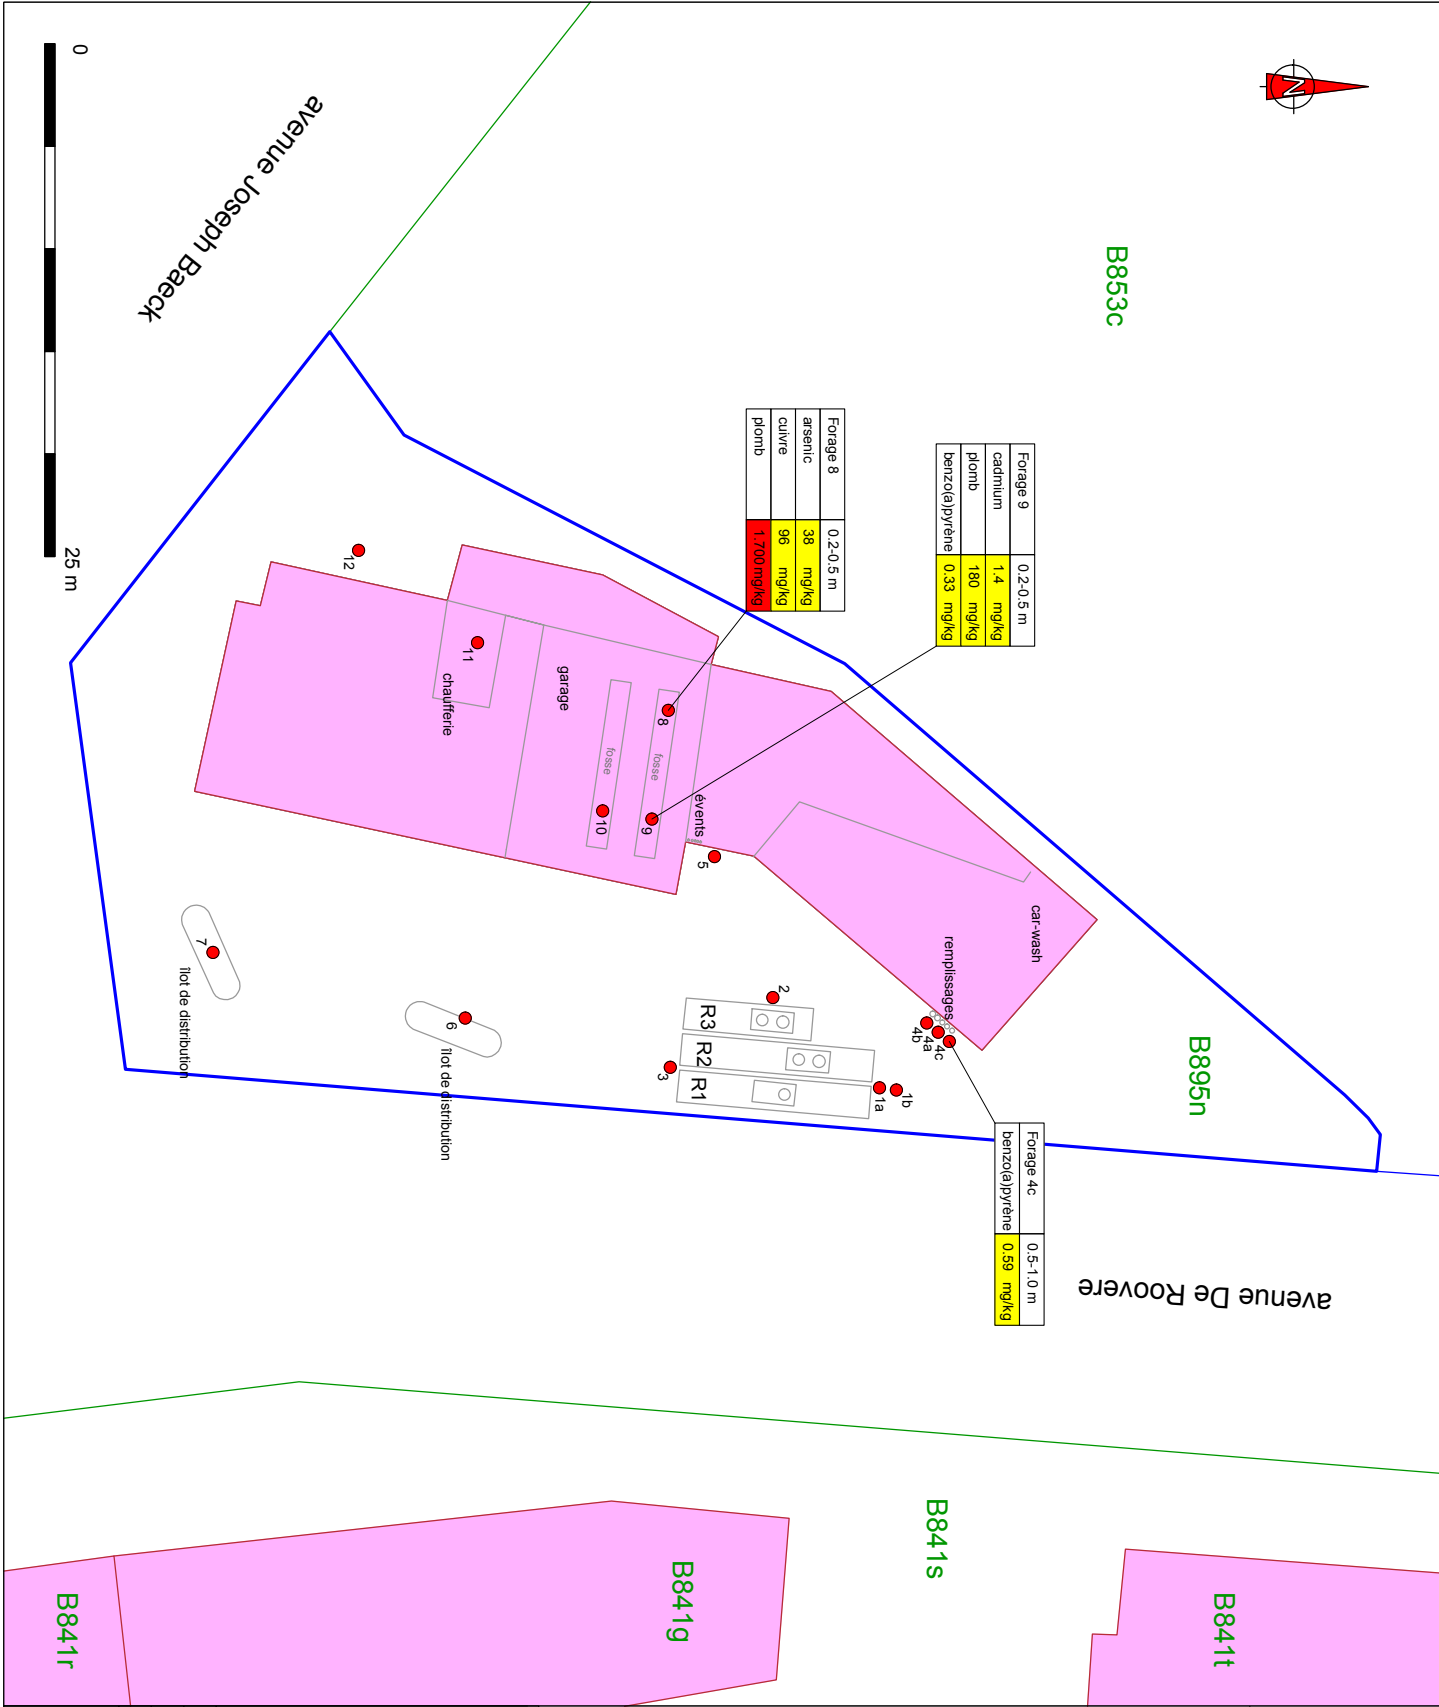 N
B853c
avenue Joseph Baeck
0
25 m
Forage 9 0.2-0.5 m
cadmium 1.4 mg/kg
plomb 180 mg/kg
benzo(a)pyrène 0.33 mg/kg
Forage 8 0.2-0.5 m
arsenic 38 mg/kg
cuivre 96 mg/kg
plomb 1.700 mg/kg
12
11
chaufferie
garage
fosse
fosse
8
9
10
évents
5
car-wash
remplissages
4c
4a
4b
B895n
2
R3
R2
R1
3
1b
1a
7
îlot de distribution
6
îlot de distribution
Forage 4c 0.5-1.0 m
benzo(a)pyrène 0.59 mg/kg
avenue De Roovere
B841s
B841t
B841g
B841r